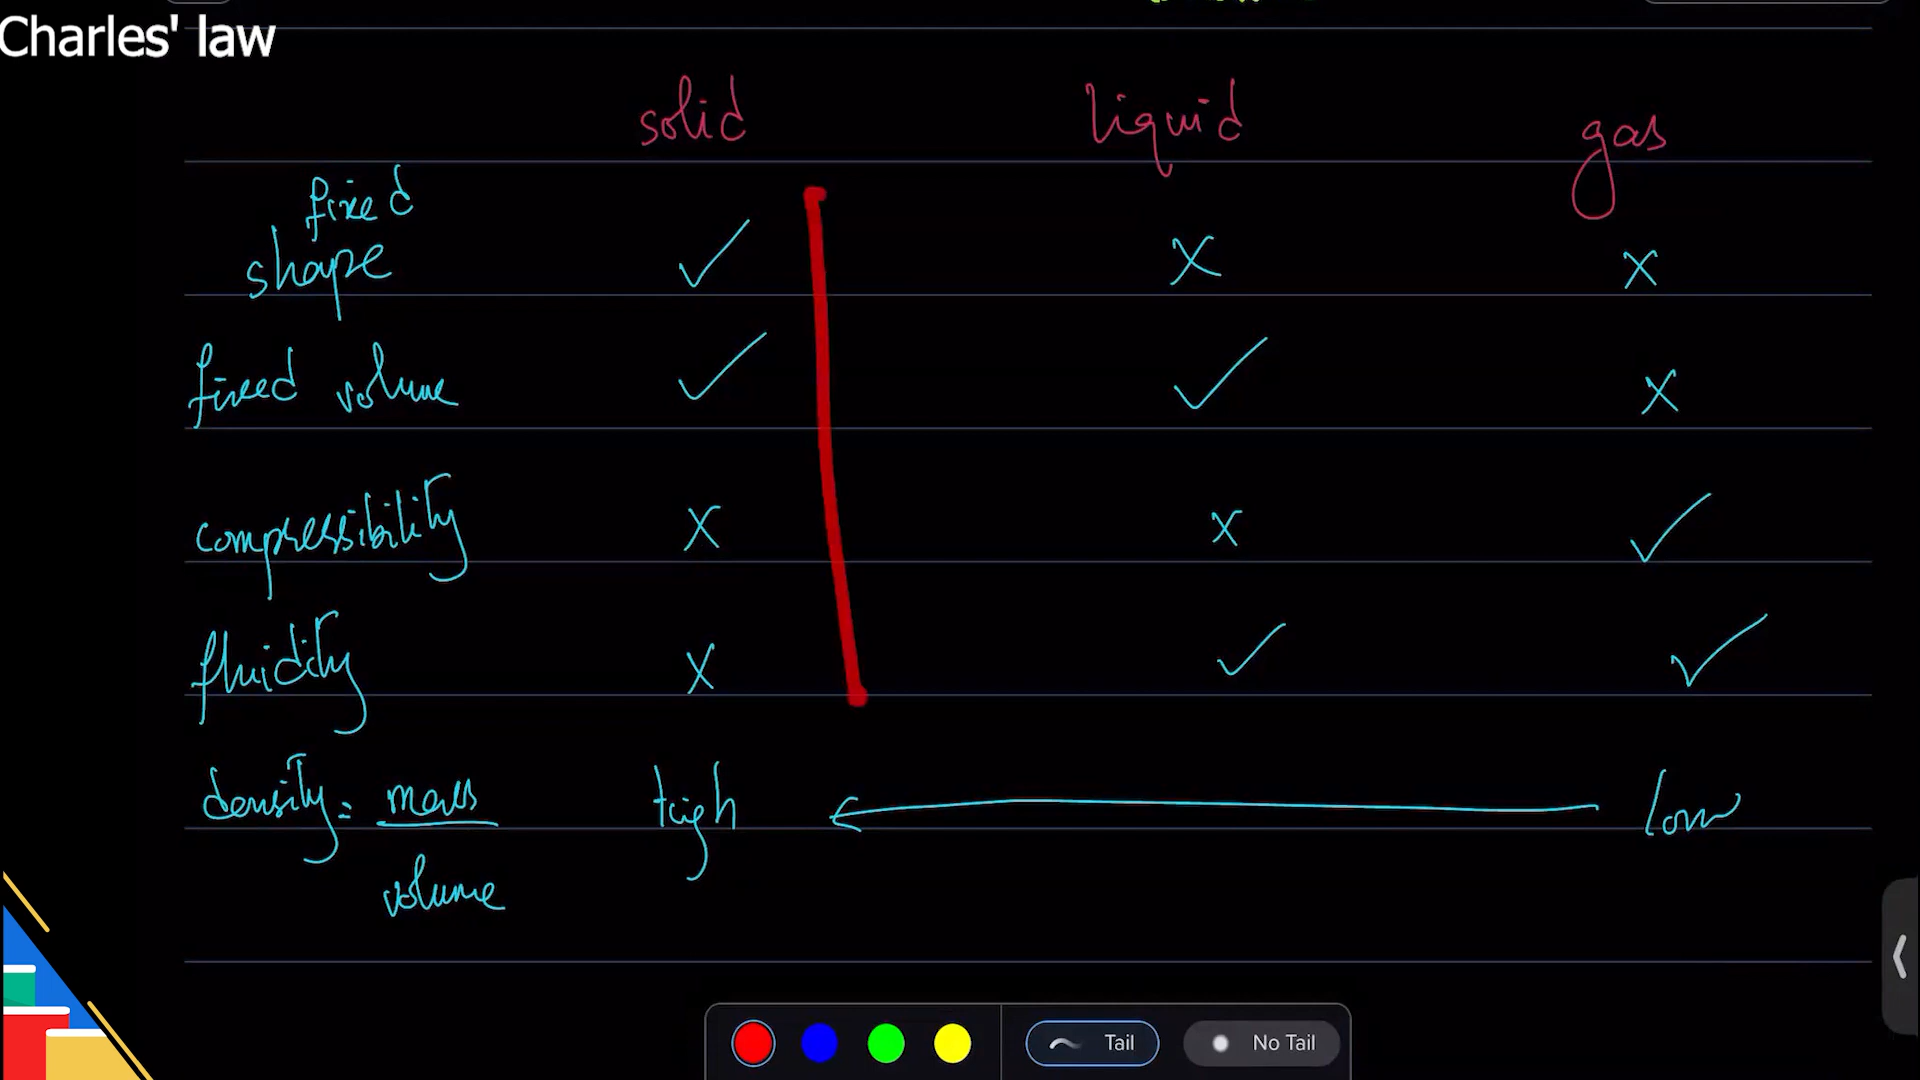 Charles' law
solid liquid gas
fixed
shape ✓ X X
fixed volume ✓ ✓ X
compressibility X X ✓
fluidity X ✓ ✓
density = mass high low
volume
Tail No Tail